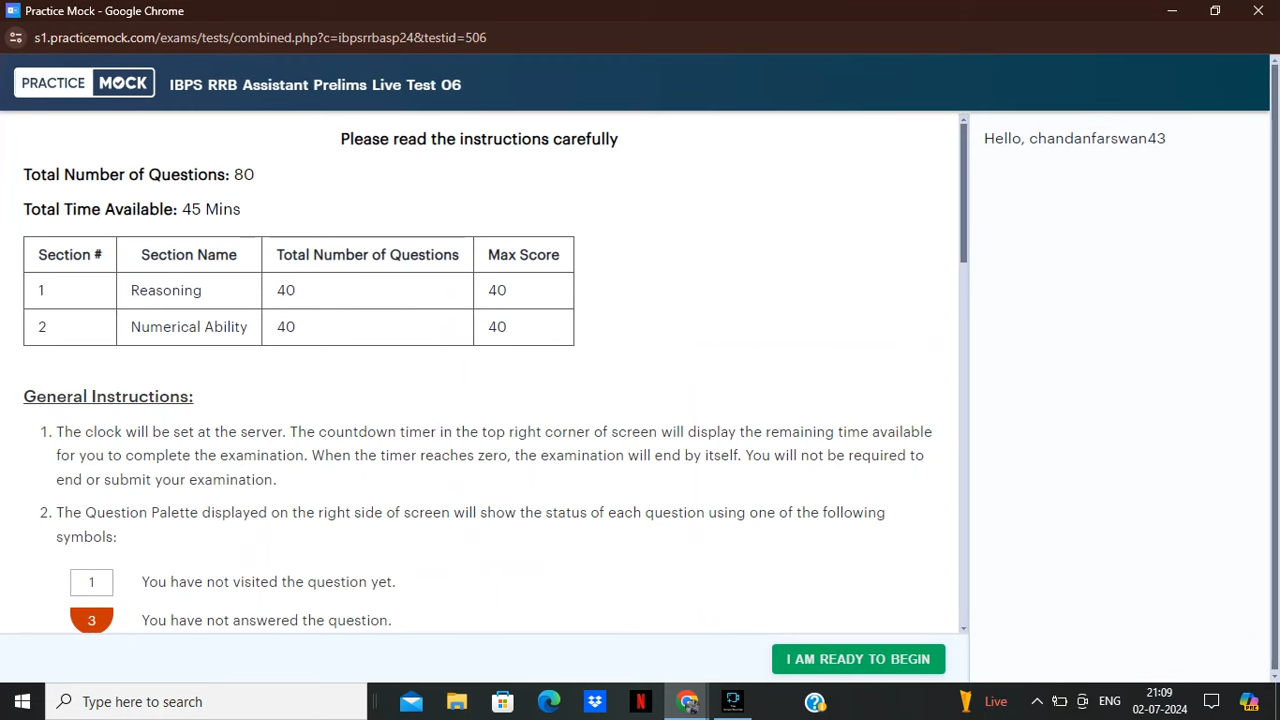 Practice Mock - Google Chrome
s1.practicemock.com/exams/tests/combined.php?c=ibpsrrbasp24&testid=506
PRACTICE MOCK IBPS RRB Assistant Prelims Live Test 06
Please read the instructions carefully
Hello, chandanfarswan43
Total Number of Questions: 80
Total Time Available: 45 Mins
Section # Section Name Total Number of Questions Max Score
1 Reasoning 40 40
2 Numerical Ability 40 40
General Instructions:
1. The clock will be set at the server. The countdown timer in the top right corner of screen will display the remaining time available
for you to complete the examination. When the timer reaches zero, the examination will end by itself. You will not be required to
end or submit your examination.
2. The Question Palette displayed on the right side of screen will show the status of each question using one of the following
symbols:
1 You have not visited the question yet.
3 You have not answered the question.
I AM READY TO BEGIN
Type here to search
N
Live
ENG
21:09
02-07-2024
PRE